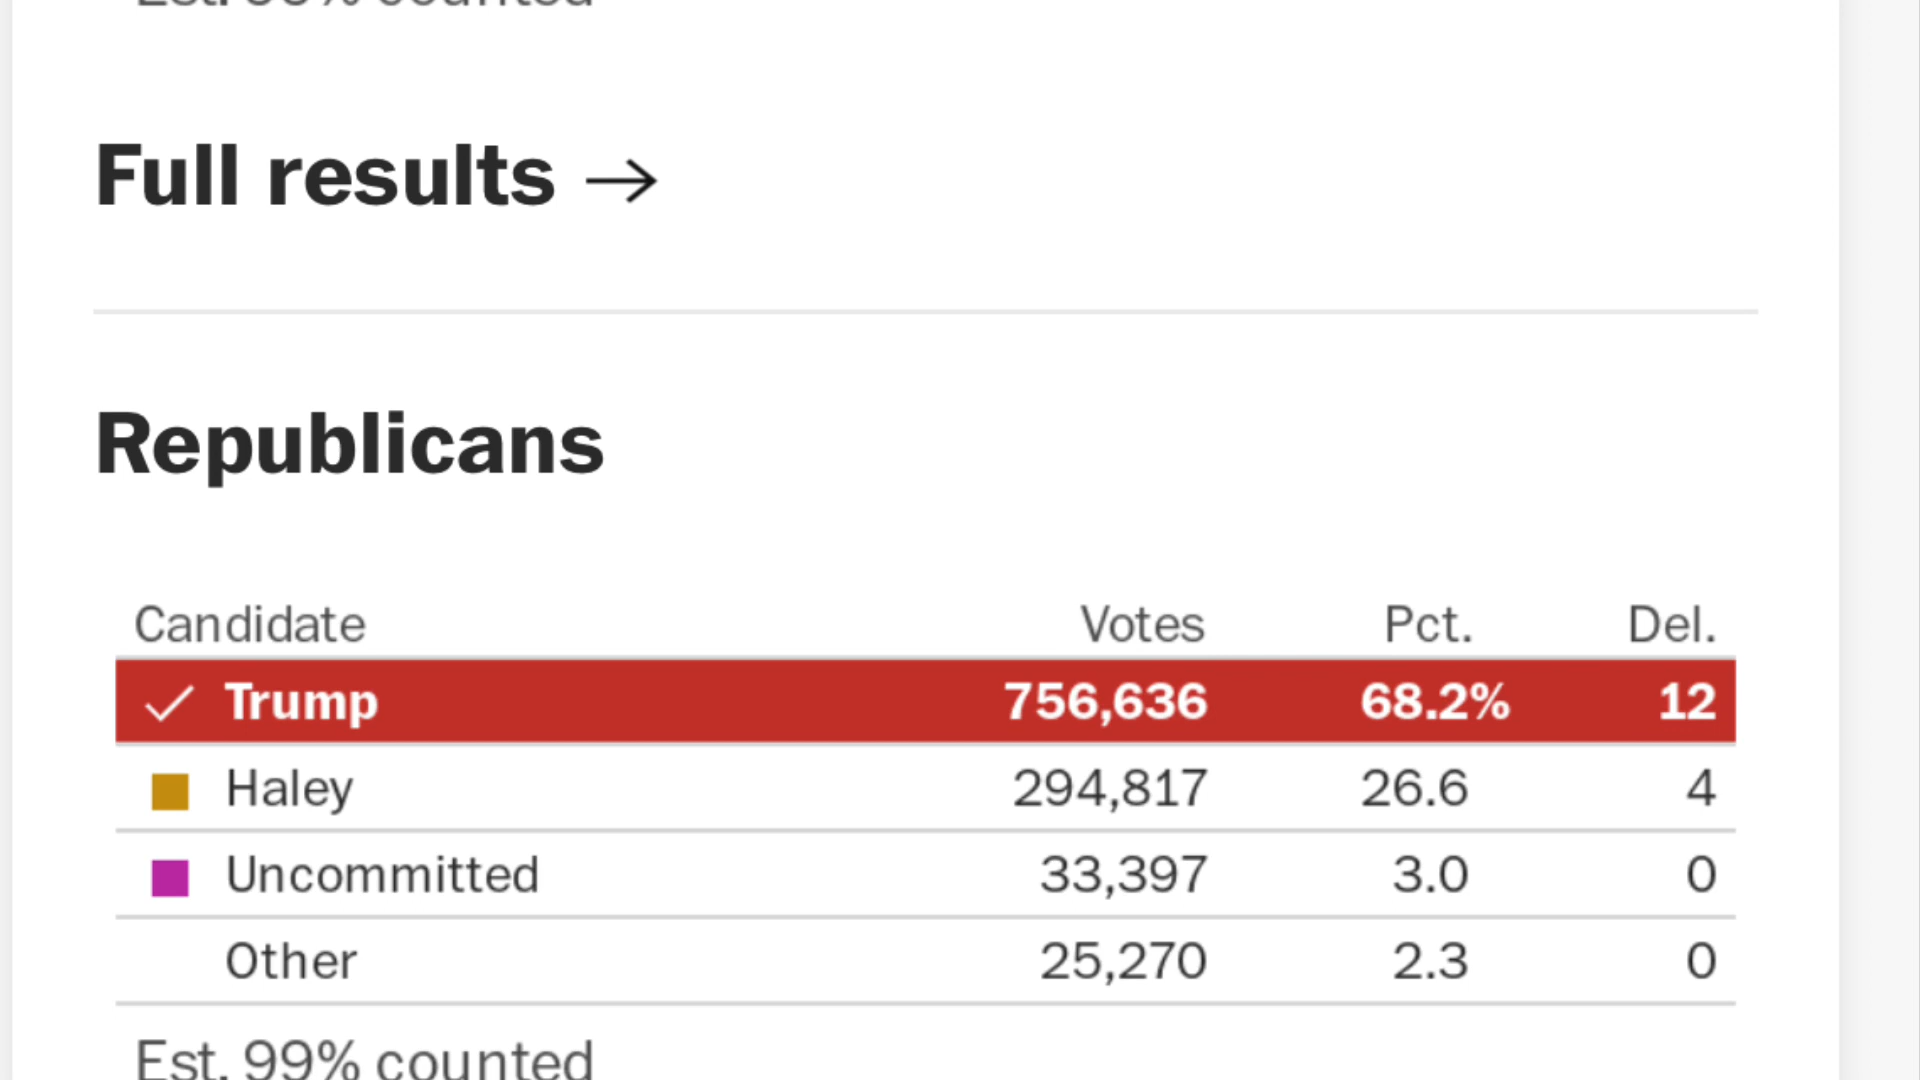 Full results →
Republicans
Candidate Votes Pct. Del.
Trump 756,636 68.2% 12
Haley 294,817 26.6 4
Uncommitted 33,397 3.0 0
Other 25,270 2.3 0
Est. 99% counted